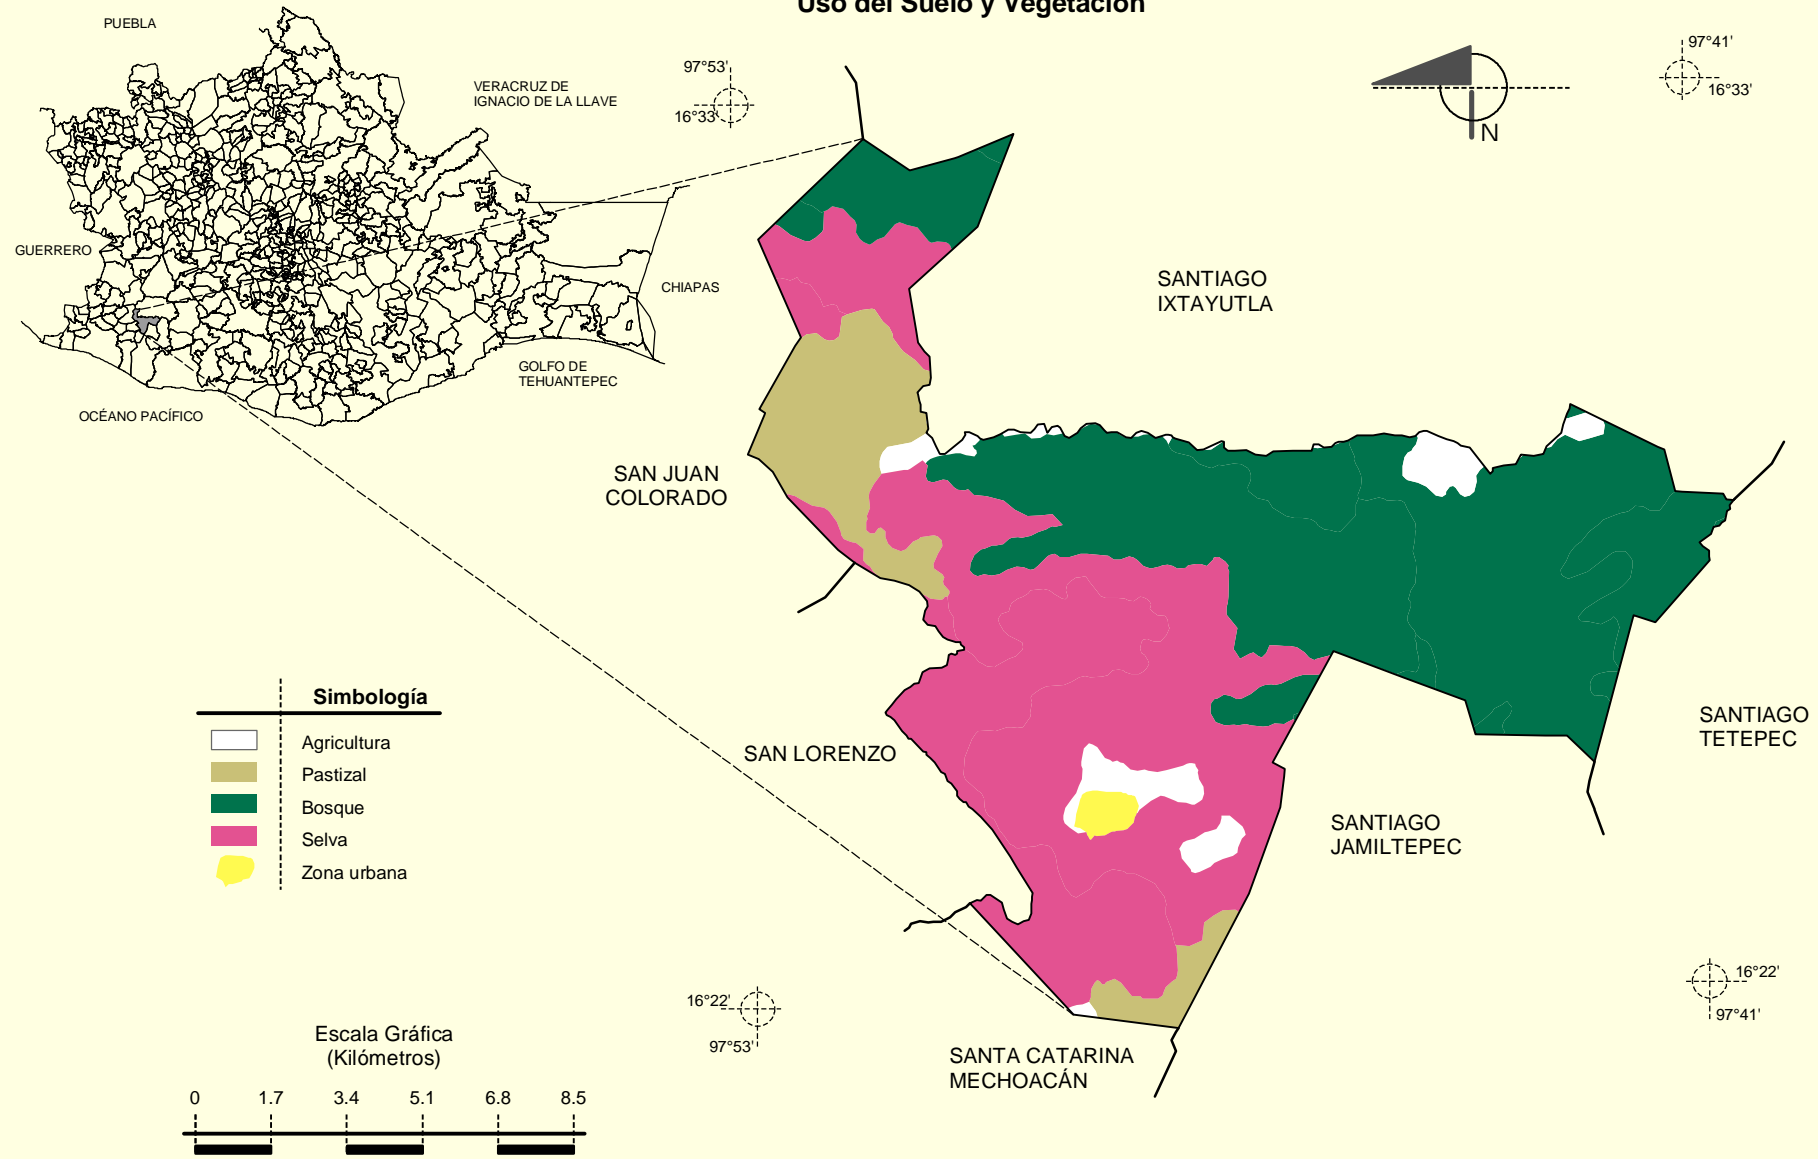 Uso del Suelo y Vegetación
PUEBLA
VERACRUZ DE
IGNACIO DE LA LLAVE
GUERRERO
CHIAPAS
GOLFO DE
TEHUANTEPEC
OCÉANO PACÍFICO
97°53'
16°33'
N
97°41'
16°33'
SANTIAGO
IXTAYUTLA
SAN JUAN
COLORADO
SAN LORENZO
SANTIAGO
TETEPEC
SANTIAGO
JAMILTEPEC
SANTA CATARINA
MECHOACÁN
Simbología
Agricultura
Pastizal
Bosque
Selva
Zona urbana
16°22'
97°53'
16°22'
97°41'
Escala Gráfica
(Kilómetros)
0 1.7 3.4 5.1 6.8 8.5